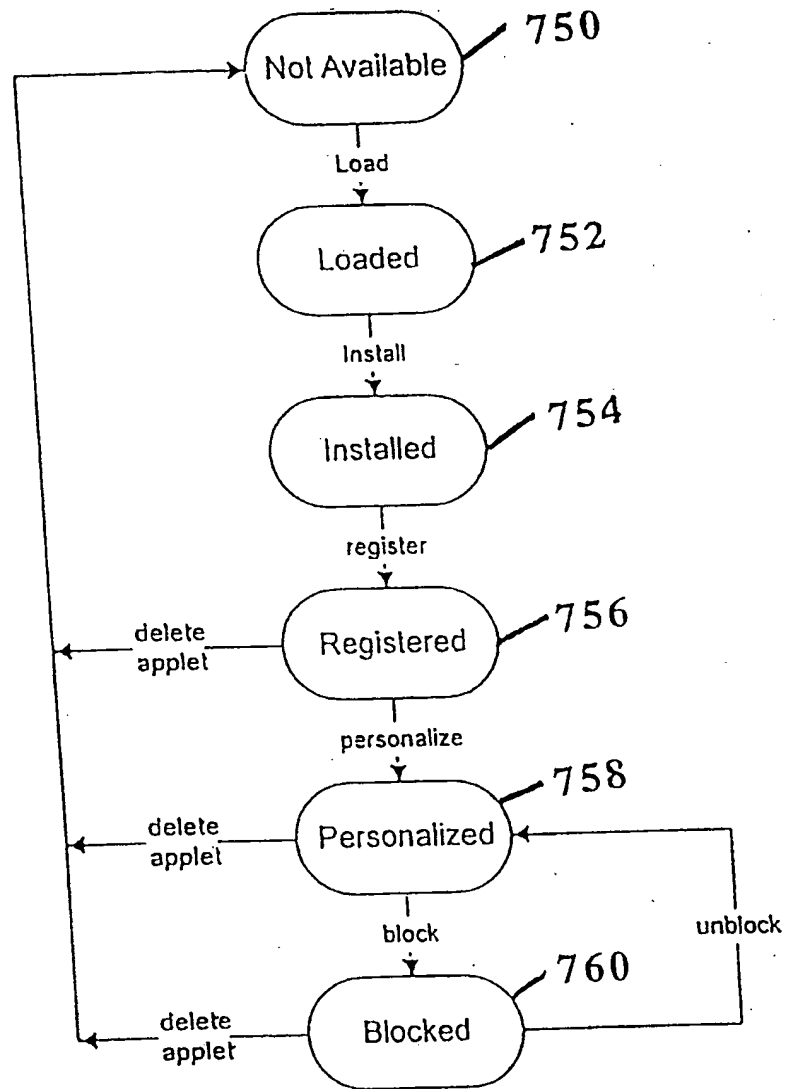 750
Not Available
Load
752
Loaded
Install
754
Installed
register
756
Registered
delete
applet
personalize
758
Personalized
delete
applet
block
unblock
760
Blocked
delete
applet